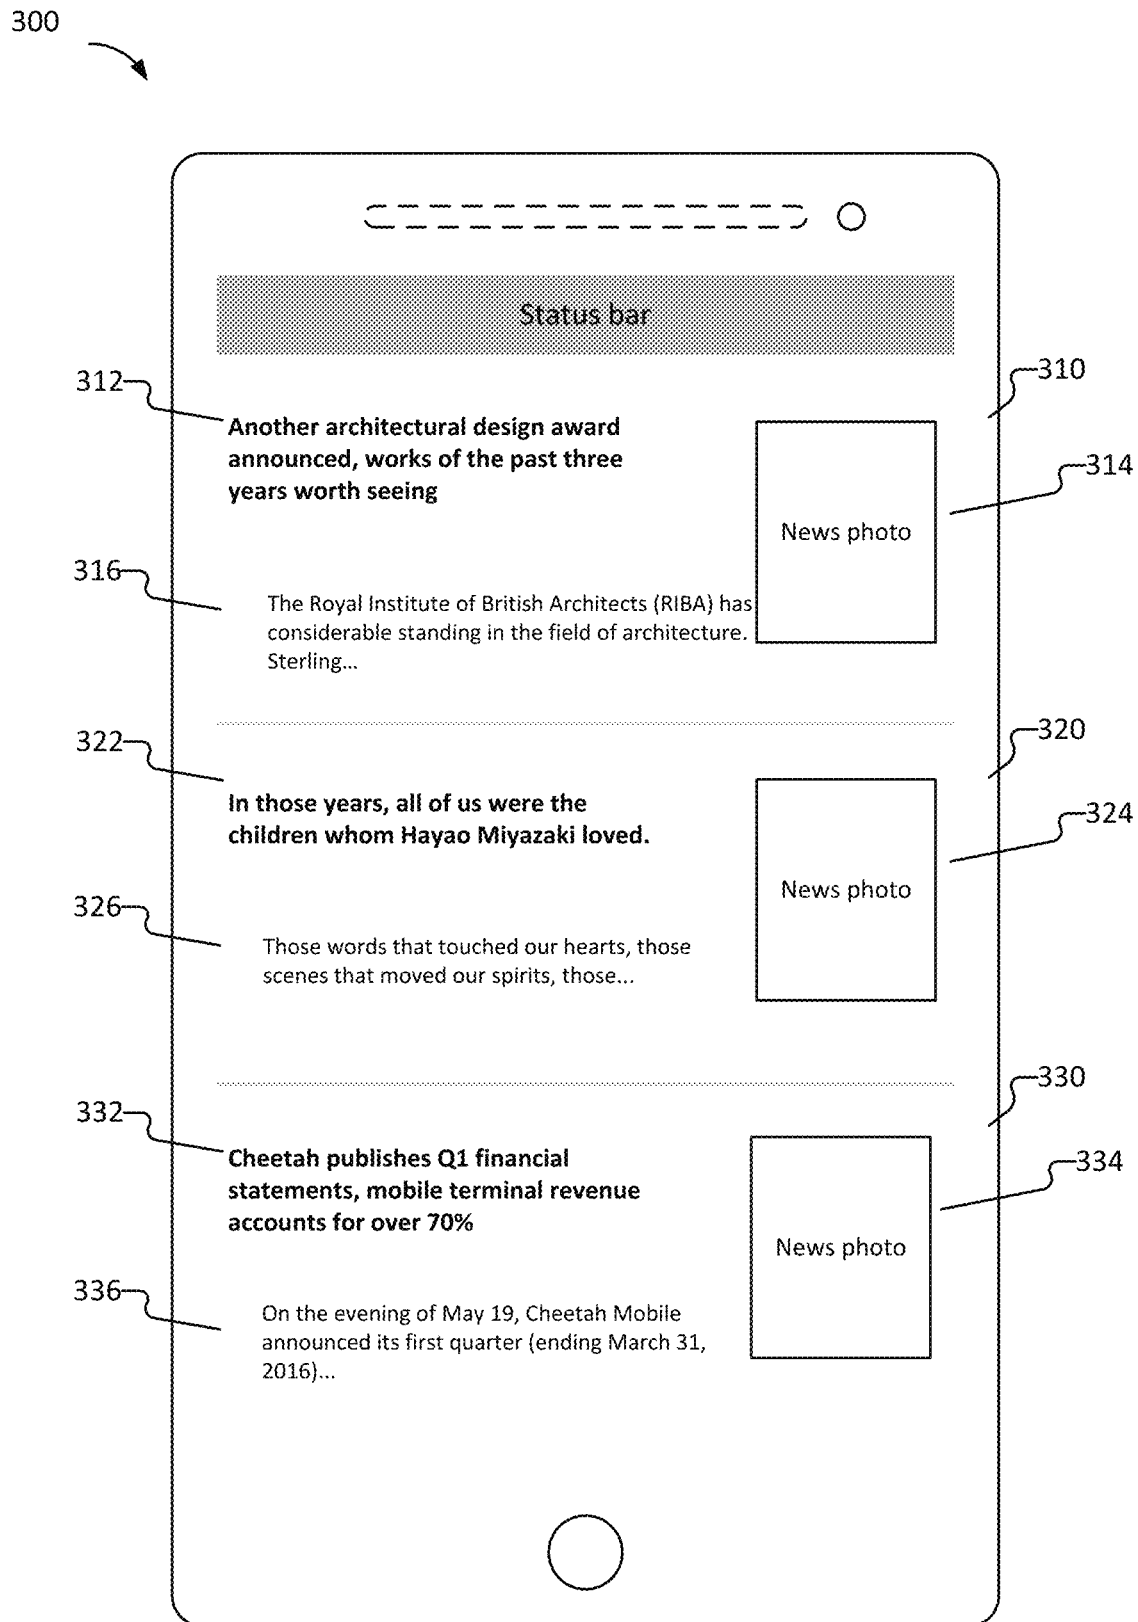 300
Status bar
312
310
Another architectural design award
announced, works of the past three
years worth seeing
314
News photo
316
The Royal Institute of British Architects (RIBA) has
considerable standing in the field of architecture.
Sterling...
322
320
In those years, all of us were the
children whom Hayao Miyazaki loved.
324
News photo
326
Those words that touched our hearts, those
scenes that moved our spirits, those...
332
330
Cheetah publishes Q1 financial
statements, mobile terminal revenue
accounts for over 70%
334
News photo
336
On the evening of May 19, Cheetah Mobile
announced its first quarter (ending March 31,
2016)...